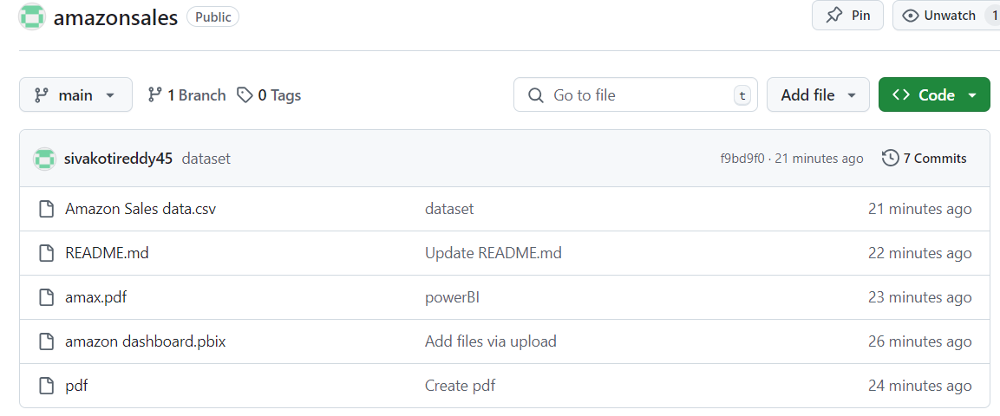 amazonsales Public Pin Unwatch 1
main 1 Branch 0 Tags Go to file t Add file Code
sivakotireddy45 dataset f9bd9f0 · 21 minutes ago 7 Commits
Amazon Sales data.csv dataset 21 minutes ago
README.md Update README.md 22 minutes ago
amax.pdf powerBI 23 minutes ago
amazon dashboard.pbix Add files via upload 26 minutes ago
pdf Create pdf 24 minutes ago